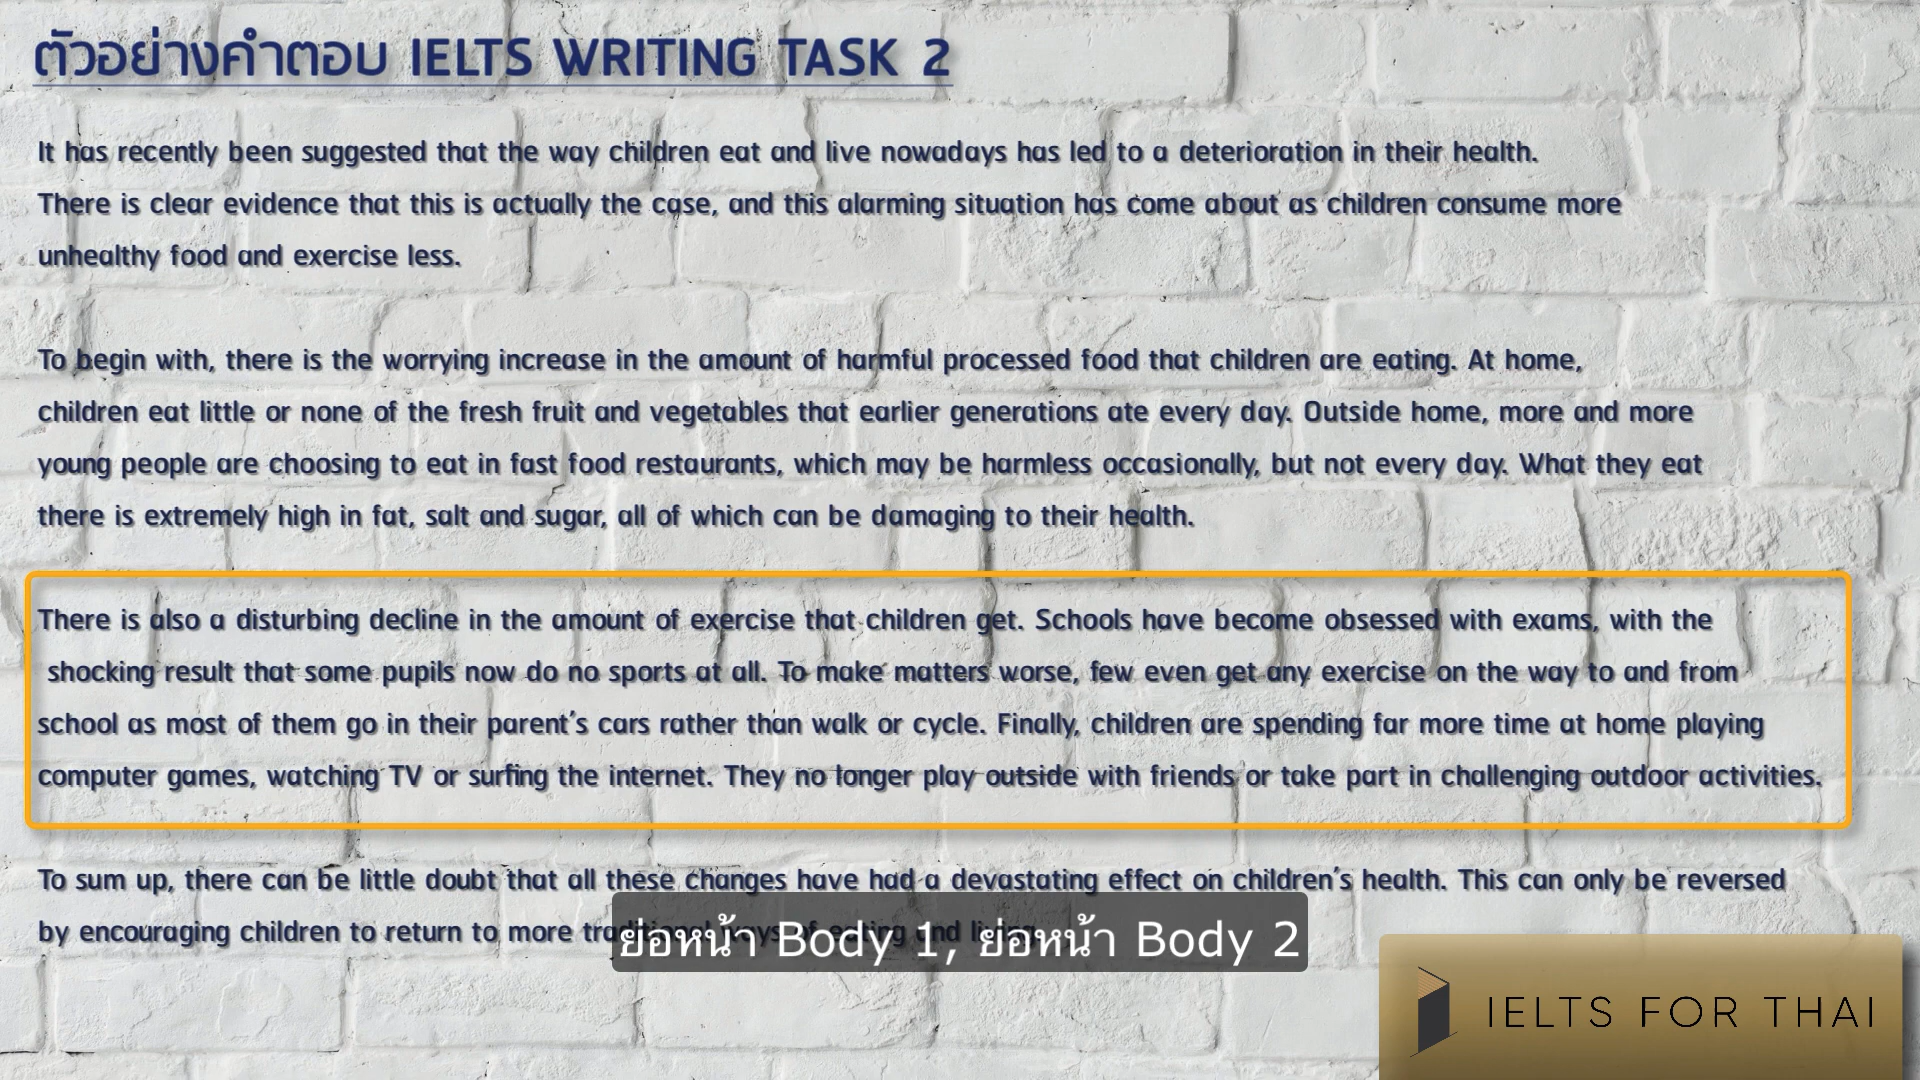 ตัวอย่างคำตอบ IELTS WRITING TASK 2
It has recently been suggested that the way children eat and live nowadays has led to a deterioration in their health.
There is clear evidence that this is actually the case, and this alarming situation has come about as children consume more
unhealthy food and exercise less.
To begin with, there is the worrying increase in the amount of harmful processed food that children are eating. At home,
children eat little or none of the fresh fruit and vegetables that earlier generations ate every day. Outside home, more and more
young people are choosing to eat in fast food restaurants, which may be harmless occasionally, but not every day. What they eat
there is extremely high in fat, salt and sugar, all of which can be damaging to their health.
There is also a disturbing decline in the amount of exercise that children get. Schools have become obsessed with exams, with the
shocking result that some pupils now do no sports at all. To make matters worse, few even get any exercise on the way to and from
school as most of them go in their parent's cars rather than walk or cycle. Finally, children are spending far more time at home playing
computer games, watching TV or surfing the internet. They no longer play outside with friends or take part in challenging outdoor activities.
To sum up, there can be little doubt that all these changes have had a devastating effect on children's health. This can only be reversed
by encouraging children to return to more traditional ways of eating and living.
ย่อหน้า Body 1, ย่อหน้า Body 2
IELTS FOR THAI